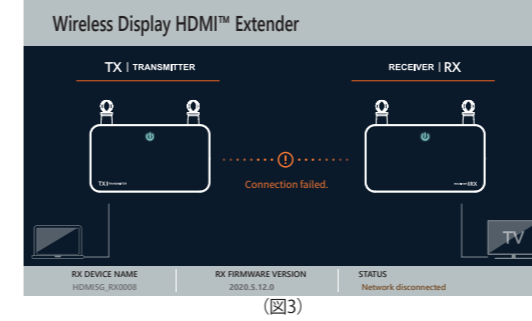 Wireless Display HDMI™ Extender
TX | TRANSMITTER
RECEIVER | RX
Connection failed.
TV
RX DEVICE NAME
RX FIRMWARE VERSION
STATUS
HDMI5G_RX0008
2020.5.12.0
Network disconnected
(図3)